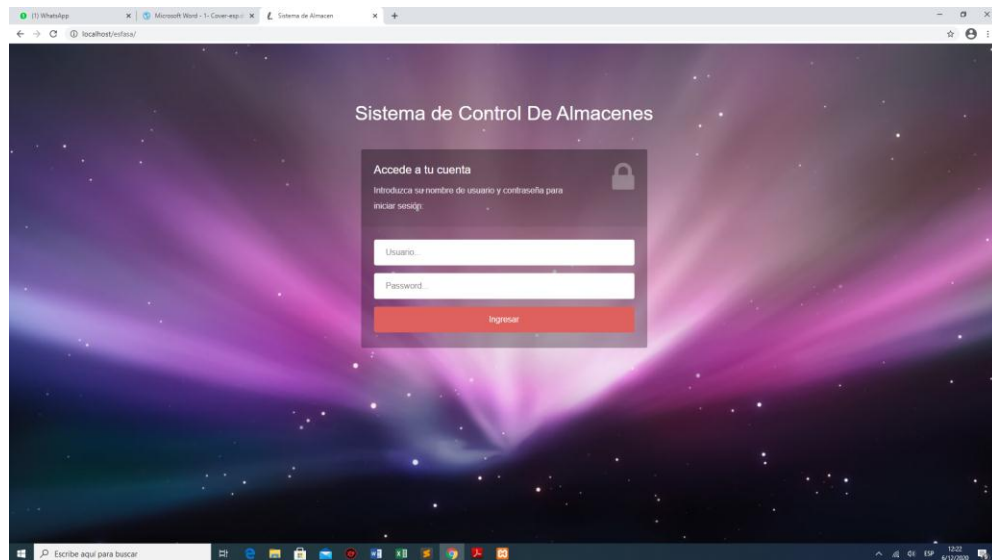 (1) WhatsApp
Microsoft Word - 1- Cover-esp
Sistema de Almacen
localhost/esfasa/
Sistema de Control De Almacenes
Accede a tu cuenta
Introduzca su nombre de usuario y contraseña para
iniciar sesión:
Usuario..
Password..
Ingresar
Escribe aquí para buscar
ESP
12:22
6/12/2020